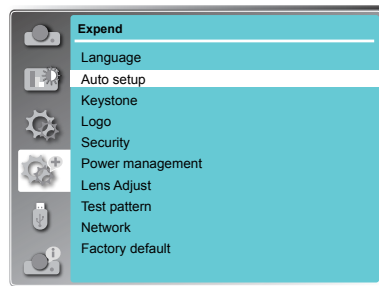 Expend
Language
Auto setup
Keystone
Logo
Security
Power management
Lens Adjust
Test pattern
Network
Factory default